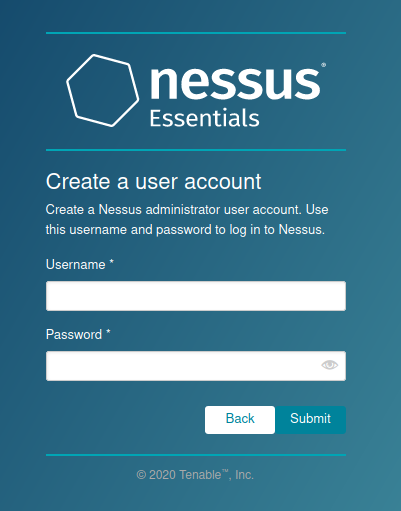 nessus®
Essentials
Create a user account
Create a Nessus administrator user account. Use
this username and password to log in to Nessus.
Username *
Password *
Back
Submit
© 2020 Tenable™, Inc.